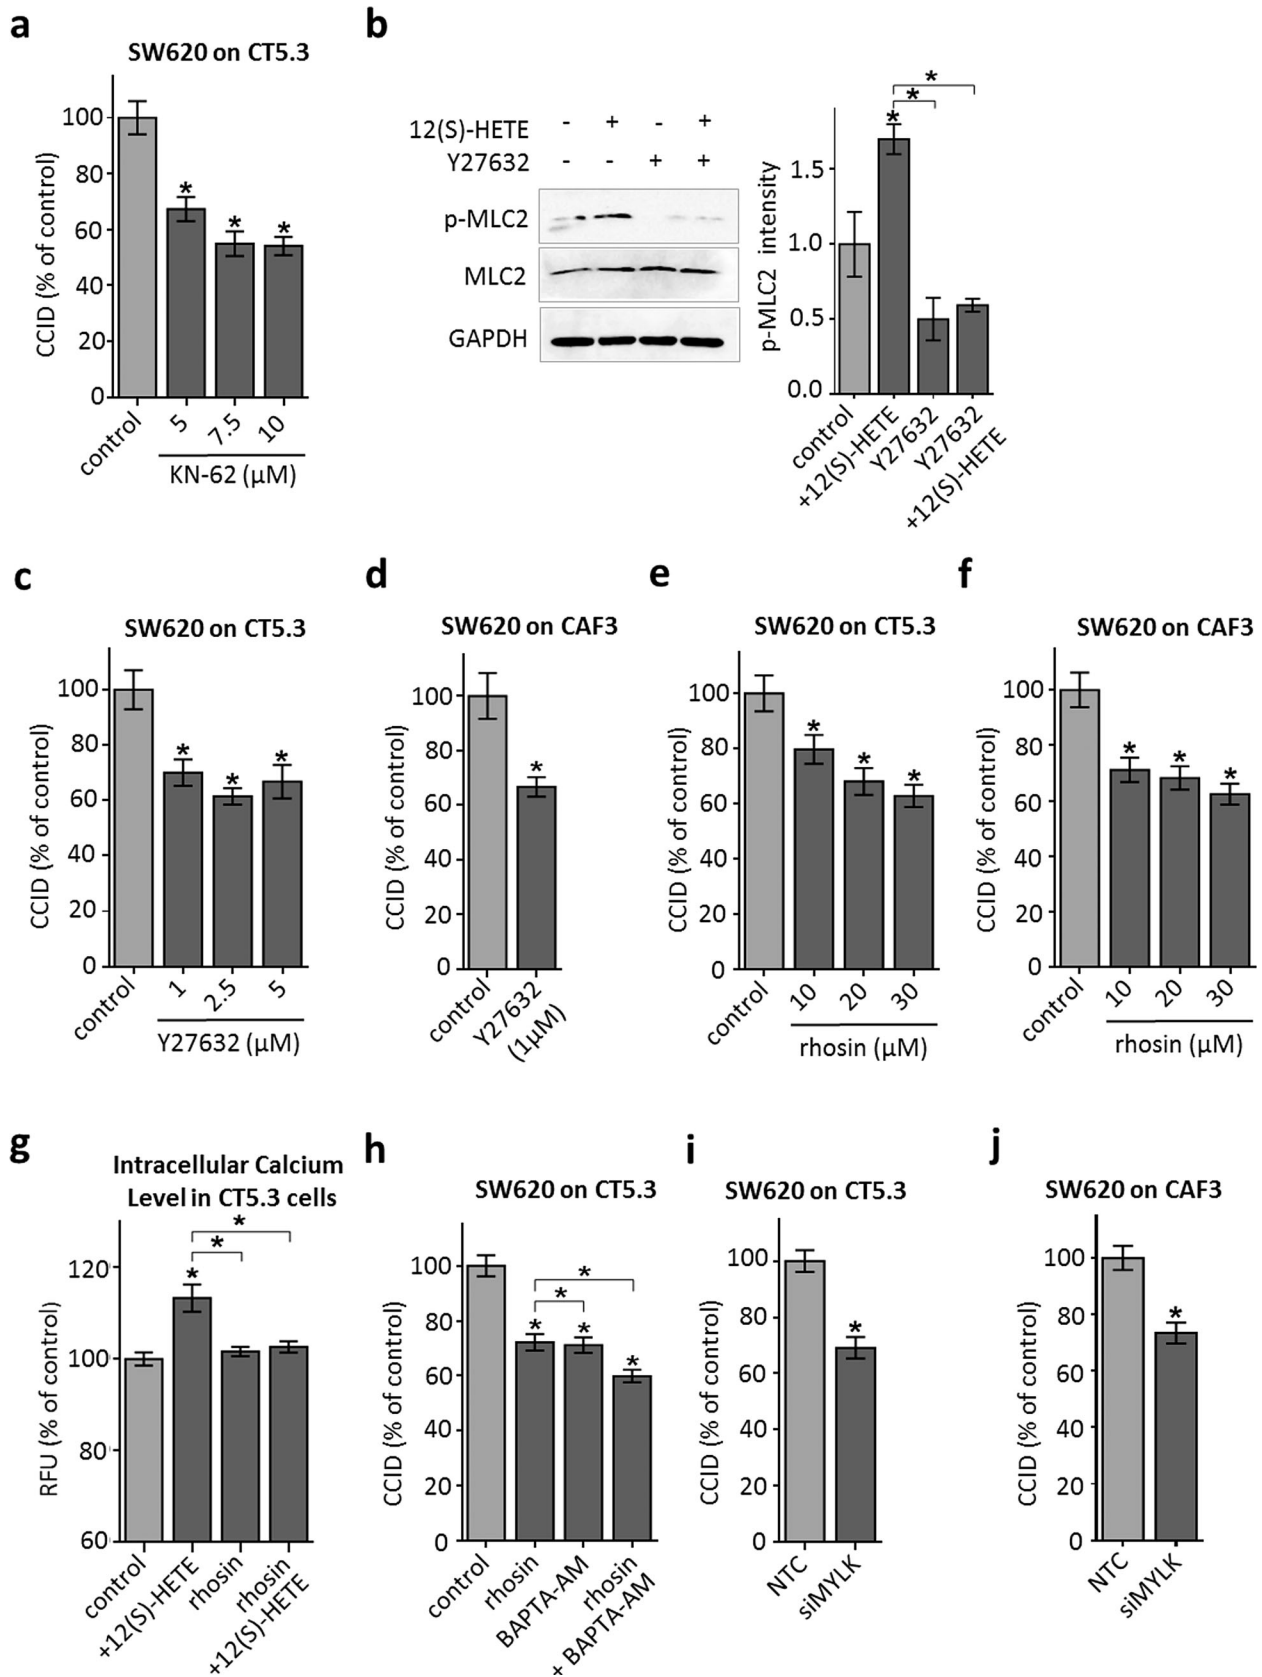 a
SW620 on CT5.3
CCID (% of control)
100
80
60
40
20
0
*
*
*
control
5
7.5
10
KN-62 (µM)
b
12(S)-HETE - + - +
Y27632 - - + +
p-MLC2
MLC2
GAPDH
p-MLC2 intensity
1.5
1.0
0.5
0.0
*
*
*
control
+12(S)-HETE
Y27632
Y27632
+12(S)-HETE
c
SW620 on CT5.3
CCID (% of control)
100
80
60
40
20
0
*
*
*
control
1
2.5
5
Y27632 (µM)
d
SW620 on CAF3
CCID (% of control)
100
80
60
40
20
0
*
control
Y27632
(1µM)
e
SW620 on CT5.3
CCID (% of control)
100
80
60
40
20
0
*
*
*
control
10
20
30
rhosin (µM)
f
SW620 on CAF3
CCID (% of control)
100
80
60
40
20
0
*
*
*
control
10
20
30
rhosin (µM)
g
Intracellular Calcium
Level in CT5.3 cells
RFU (% of control)
120
100
80
60
*
*
*
control
+12(S)-HETE
rhosin
rhosin
+12(S)-HETE
h
SW620 on CT5.3
CCID (% of control)
100
80
60
40
20
0
*
*
*
*
*
control
rhosin
BAPTA-AM
rhosin
+ BAPTA-AM
i
SW620 on CT5.3
CCID (% of control)
100
80
60
40
20
0
*
NTC
siMYLK
j
SW620 on CAF3
CCID (% of control)
100
80
60
40
20
0
*
NTC
siMYLK